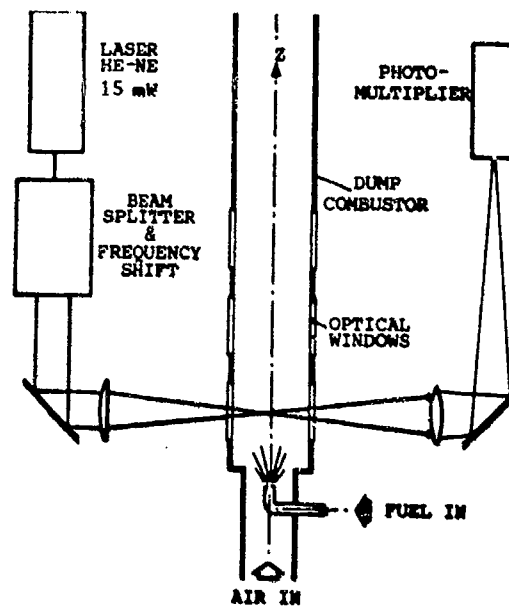 LASER
HE-NE
15 mW
Z
PHOTO-
MULTIPLIER
BEAM
SPLITTER
&
FREQUENCY
SHIFT
DUMP
COMBUSTOR
OPTICAL
WINDOWS
FUEL IN
AIR IN